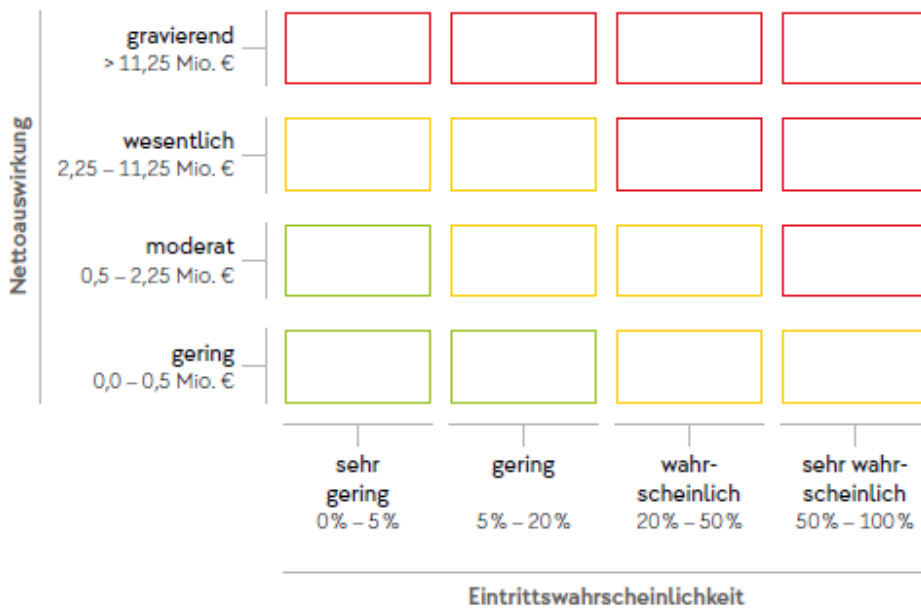 gravierend
> 11,25 Mio. €
wesentlich
2,25 – 11,25 Mio. €
moderat
0,5 – 2,25 Mio. €
gering
0,0 – 0,5 Mio. €
Nettoauswirkung
sehr
gering
0 % – 5 %
gering
5 % – 20 %
wahr-
scheinlich
20 % – 50 %
sehr wahr-
scheinlich
50 % – 100 %
Eintrittswahrscheinlichkeit